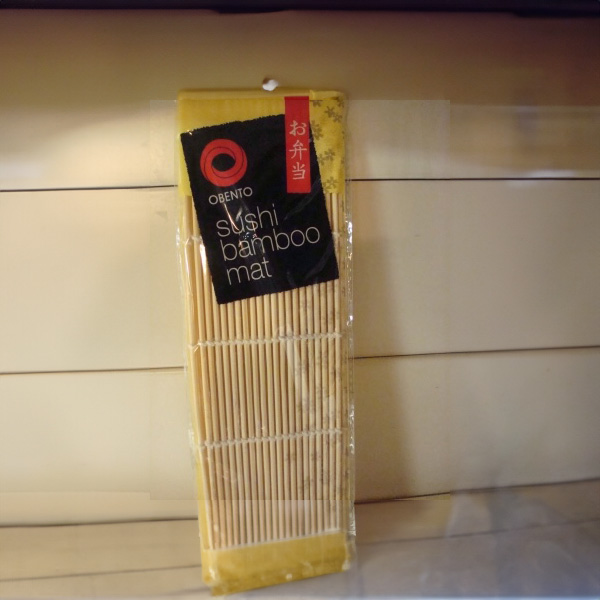 お弁当
OBENTO
sushi
bamboo
mat